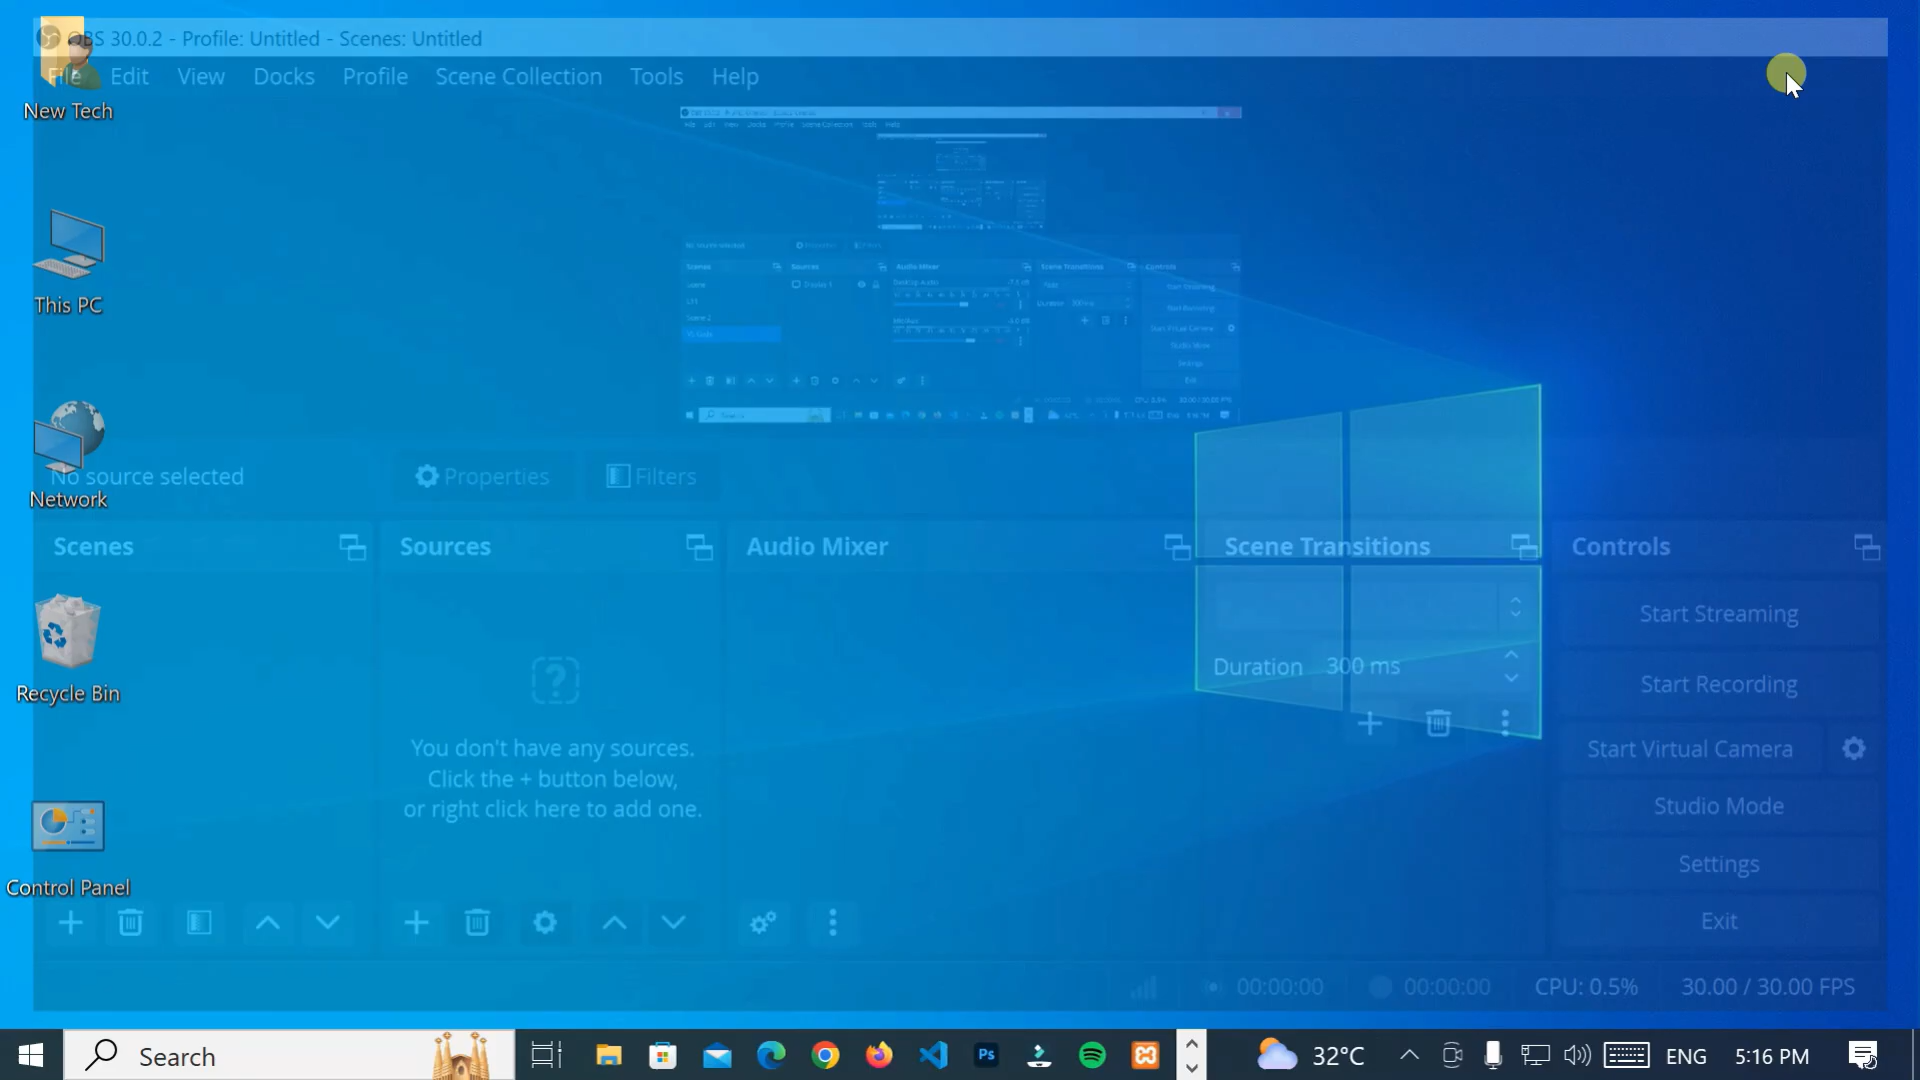 OBS 30.0.2 - Profile: Untitled - Scenes: Untitled
File Edit View Docks Profile Scene Collection Tools Help
New Tech
This PC
Network
Recycle Bin
Control Panel
No source selected Properties Filters
Scenes Sources Audio Mixer Scene Transitions Controls
You don't have any sources.
Click the + button below,
or right click here to add one.
Duration 300 ms
Start Streaming
Start Recording
Start Virtual Camera
Studio Mode
Settings
Exit
00:00:00 00:00:00 CPU: 0.5% 30.00 / 30.00 FPS
Search Ps 32°C ENG 5:16 PM